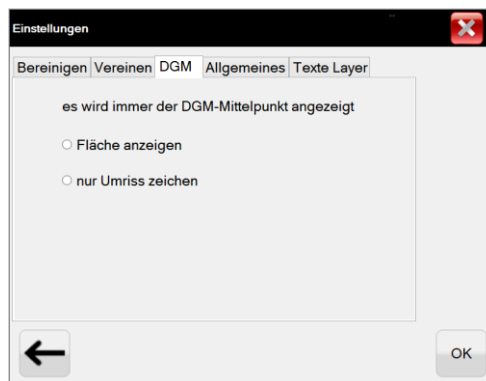 Einstellungen
Bereinigen Vereinen DGM Allgemeines Texte Layer
es wird immer der DGM-Mittelpunkt angezeigt
Fläche anzeigen
nur Umriss zeichen
OK